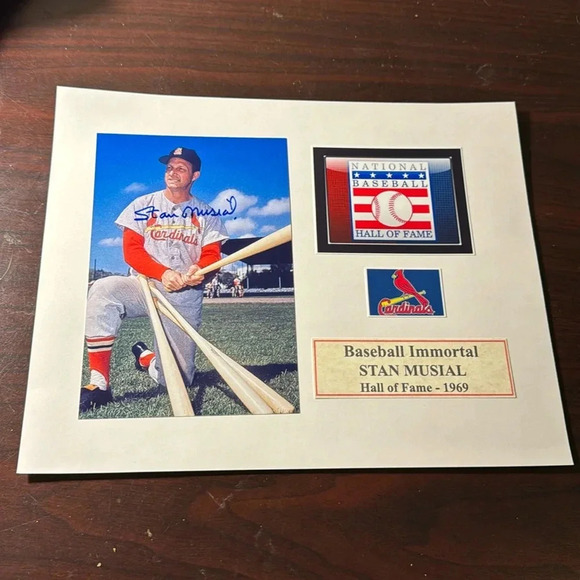 Stan Musial
Cardinals
NATIONAL
BASEBALL
HALL OF FAME
Cardinals
Baseball Immortal
STAN MUSIAL
Hall of Fame - 1969